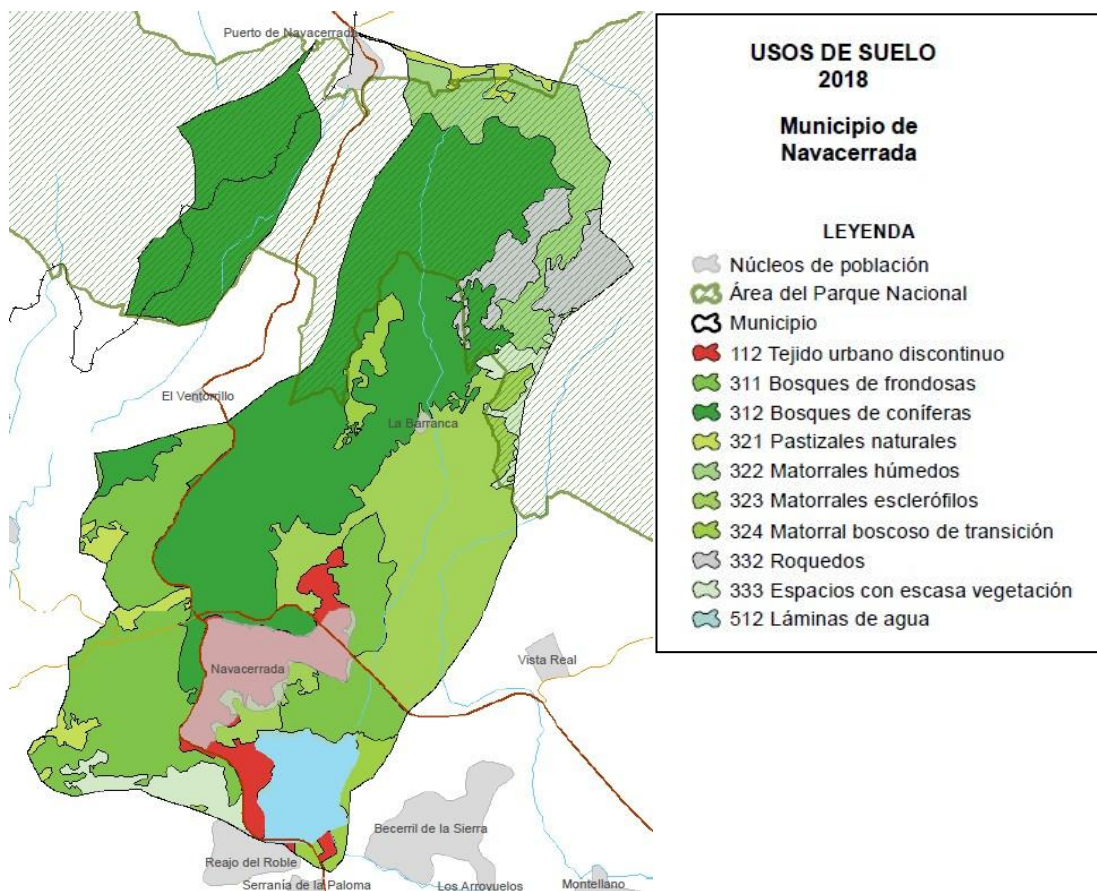 Puerto de Navacerrada
El Ventorrillo
La Barranca
Navacerrada
Vista Real
Becerril de la Sierra
Reajo del Roble
Serranía de la Paloma
Los Arroyuelos
Montellano
USOS DE SUELO
2018
Municipio de
Navacerrada
LEYENDA
Núcleos de población
Área del Parque Nacional
Municipio
112 Tejido urbano discontinuo
311 Bosques de frondosas
312 Bosques de coníferas
321 Pastizales naturales
322 Matorrales húmedos
323 Matorrales esclerófilos
324 Matorral boscoso de transición
332 Roquedos
333 Espacios con escasa vegetación
512 Láminas de agua